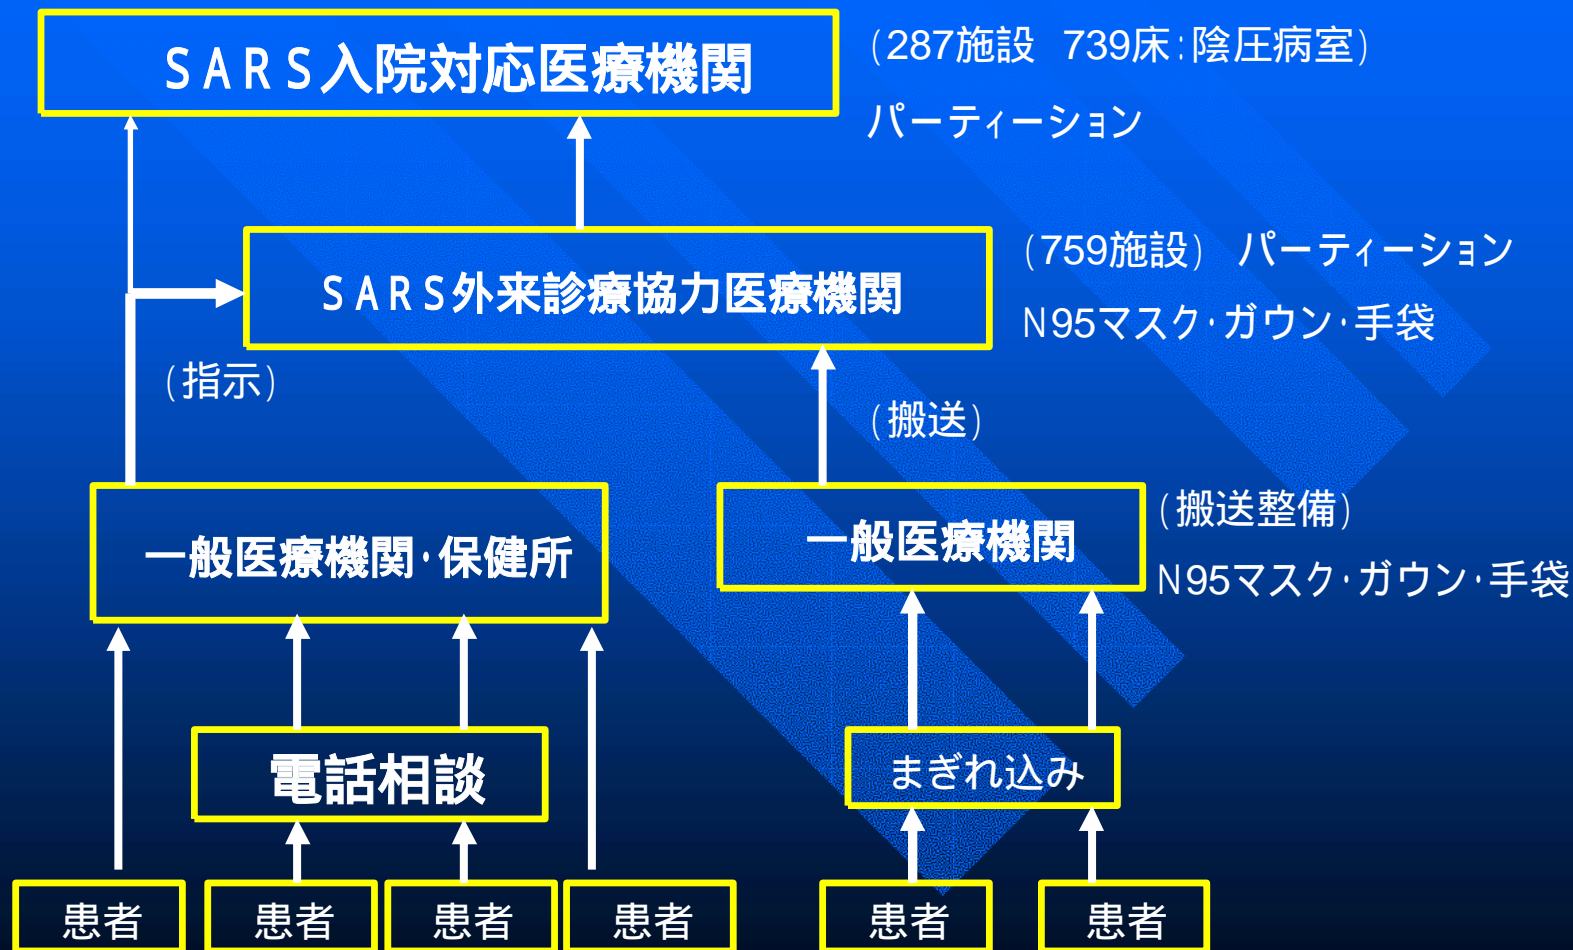 ＳＡＲＳ入院対応医療機関
（287施設　739床：陰圧病室）
パーティーション
ＳＡＲＳ外来診療協力医療機関
（759施設）　パーティーション
Ｎ95マスク・ガウン・手袋
（指示）
（搬送）
一般医療機関・保健所
一般医療機関
（搬送整備）
Ｎ95マスク・ガウン・手袋
電話相談
まぎれ込み
患者
患者
患者
患者
患者
患者